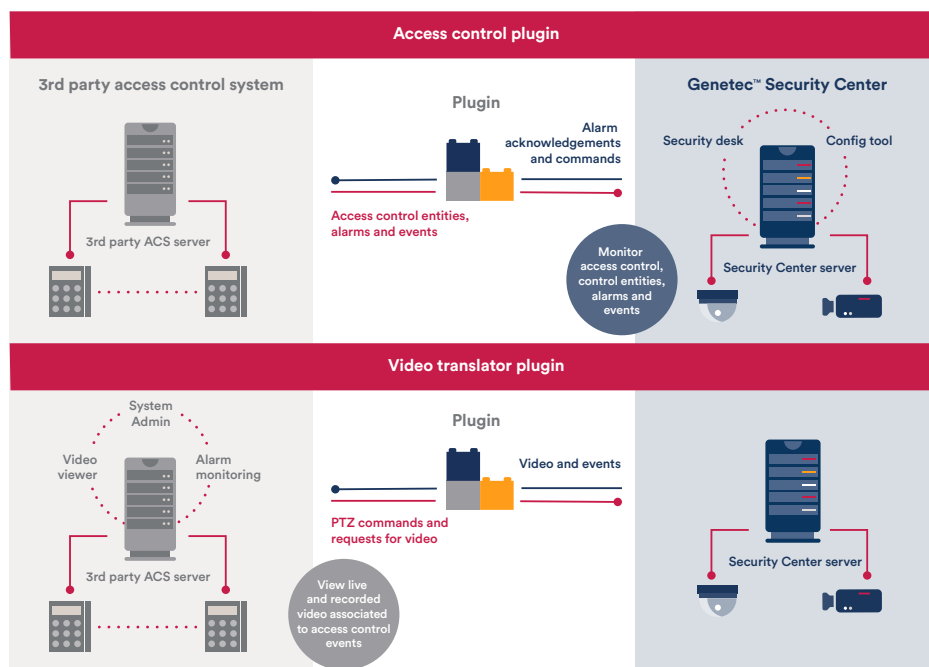 Access control plugin
3rd party access control system
Plugin
Genetec™ Security Center
Alarm
acknowledgements
and commands
Access control entities,
alarms and events
3rd party ACS server
Security desk
Config tool
Security Center server
Monitor
access control,
control entities,
alarms and
events
Video translator plugin
System
Admin
Video
viewer
Alarm
monitoring
3rd party ACS server
Plugin
Video and events
PTZ commands and
requests for video
View live
and recorded
video associated
to access control
events
Security Center server